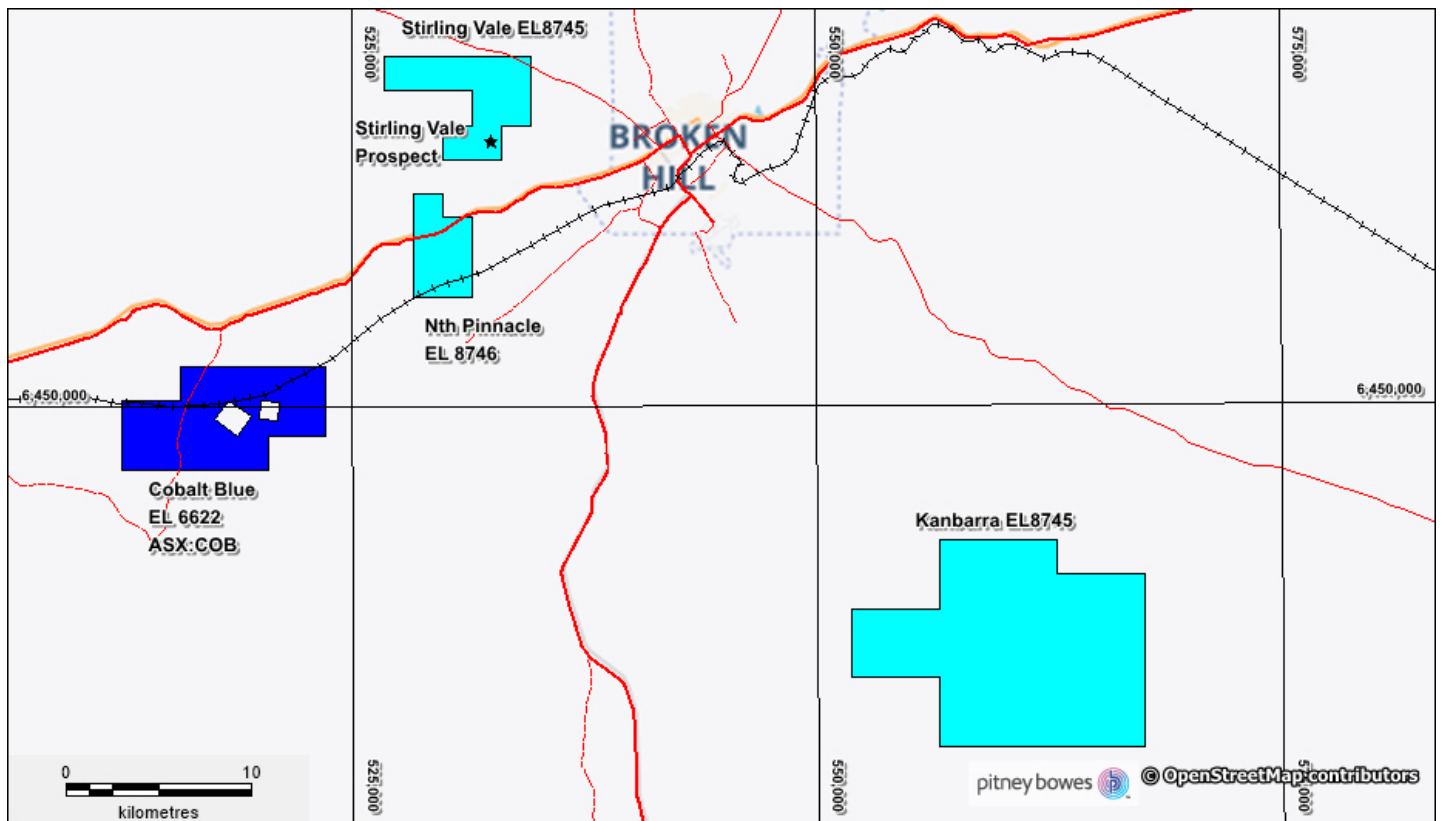 Stirling Vale EL8745
525,000
550,000
575,000
Stirling Vale
Prospect
BROKEN
HILL
Nth Pinnacle
EL 8746
6,450,000
6,450,000
Cobalt Blue
EL 6622
ASX:COB
Kanbarra EL8745
0 10
kilometres
525,000
550,000
pitney bowes
© OpenStreetMap contributors